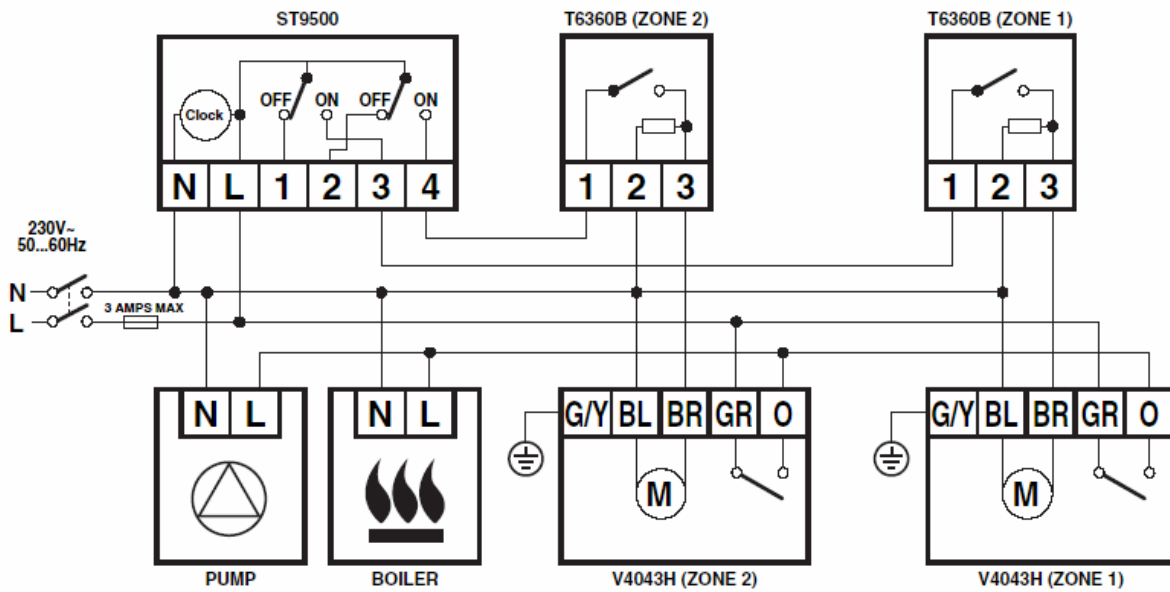 ST9500 T6360B (ZONE 2) T6360B (ZONE 1)
OFF ON OFF ON
Clock
N L 1 2 3 4 1 2 3 1 2 3
230V~
50...60Hz
N
3 AMPS MAX
L
N L N L G/Y BL BR GR O G/Y BL BR GR O
M M
PUMP BOILER V4043H (ZONE 2) V4043H (ZONE 1)